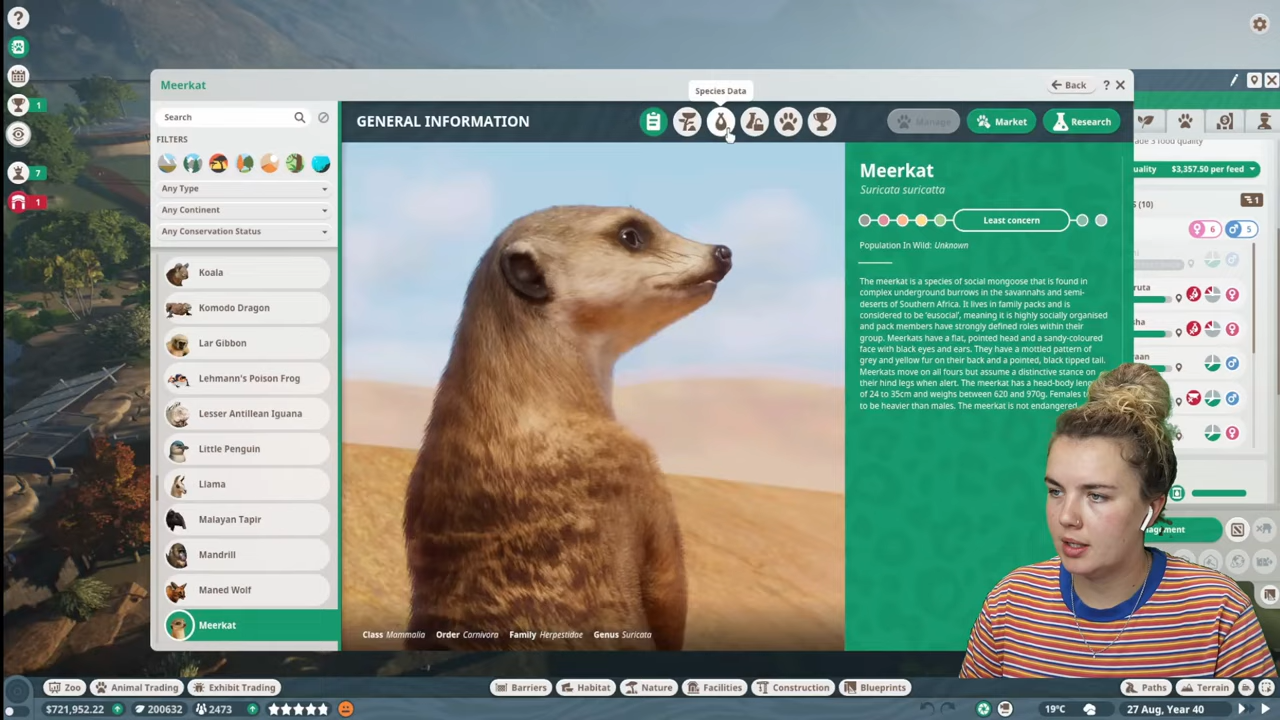 ?
Meerkat
Species Data
Back
?
Search
FILTERS
Any Type
Any Continent
Any Conservation Status
Koala
Komodo Dragon
Lar Gibbon
Lehmann's Poison Frog
Lesser Antillean Iguana
Little Penguin
Llama
Malayan Tapir
Mandrill
Maned Wolf
Meerkat
1
7
1
GENERAL INFORMATION
Manage
Market
Research
Meerkat
Suricata suricatta
Least concern
Population In Wild: Unknown
The meerkat is a species of social mongoose that is found in
complex underground burrows in the savannahs and semi-
deserts of Southern Africa. It lives in family packs and is
considered to be 'eusocial', meaning it is highly socially organised
and pack members have strongly defined roles within their
group. Meerkats have a flat, pointed head and a sandy-coloured
face with black eyes and ears. They have a mottled pattern of
grey and yellow fur on their back and a pointed, black tipped tail.
Meerkats move on all fours but assume a distinctive stance on
their hind legs when alert. The meerkat has a head-body
of 24 to 35cm and weighs between 620 and 970g. Females
to be heavier than males. The meerkat is not endangered
Class Mammalia Order Carnivora Family Herpestidae Genus Suricata
food quality
$3,357.50 per feed
(10)
1
6
5
Zoo
Animal Trading
Exhibit Trading
Barriers
Habitat
Nature
Facilities
Construction
Blueprints
Paths
Terrain
$721,952.22
200632
2473
19°C
27 Aug, Year 40